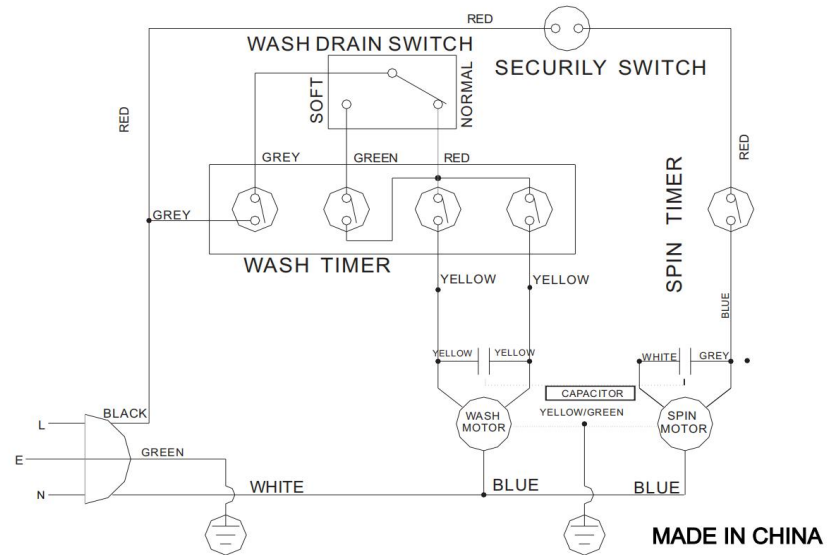 RED
WASH DRAIN SWITCH
SECURILY SWITCH
SOFT
NORMAL
RED
RED
GREY
GREEN
RED
GREY
WASH TIMER
SPIN TIMER
YELLOW
YELLOW
BLUE
YELLOW
YELLOW
WHITE
GREY
CAPACITOR
YELLOW/GREEN
BLACK
L
WASH
MOTOR
SPIN
MOTOR
GREEN
E
WHITE
BLUE
BLUE
N
MADE IN CHINA